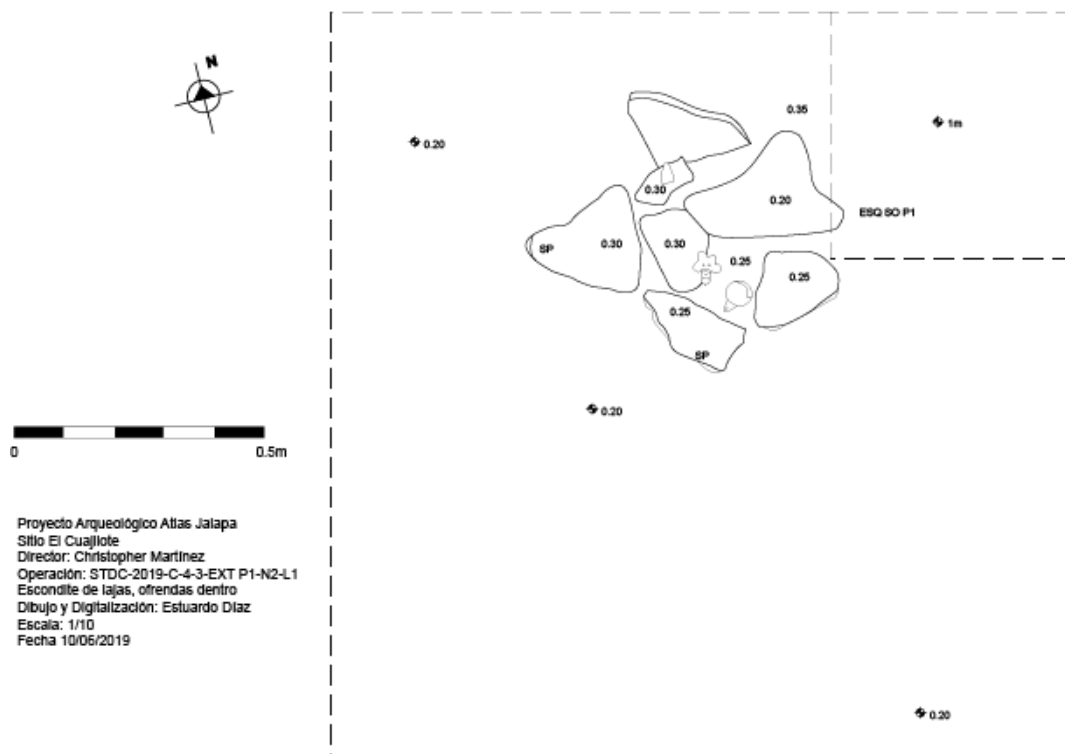 N
0.35
1m
0.20
0.30
0.20
ESQ SO P1
SP
0.30
0.30
0.25
0.25
0.25
SP
0.20
0
0.5m
Proyecto Arqueológico Atlas Jalapa
Sitio El Cuajilote
Director: Christopher Martínez
Operación: STDC-2019-C-4-3-EXT P1-N2-L1
Escondite de lajas, ofrendas dentro
Dibujo y Digitalización: Estuardo Díaz
Escala: 1/10
Fecha 10/06/2019
0.20